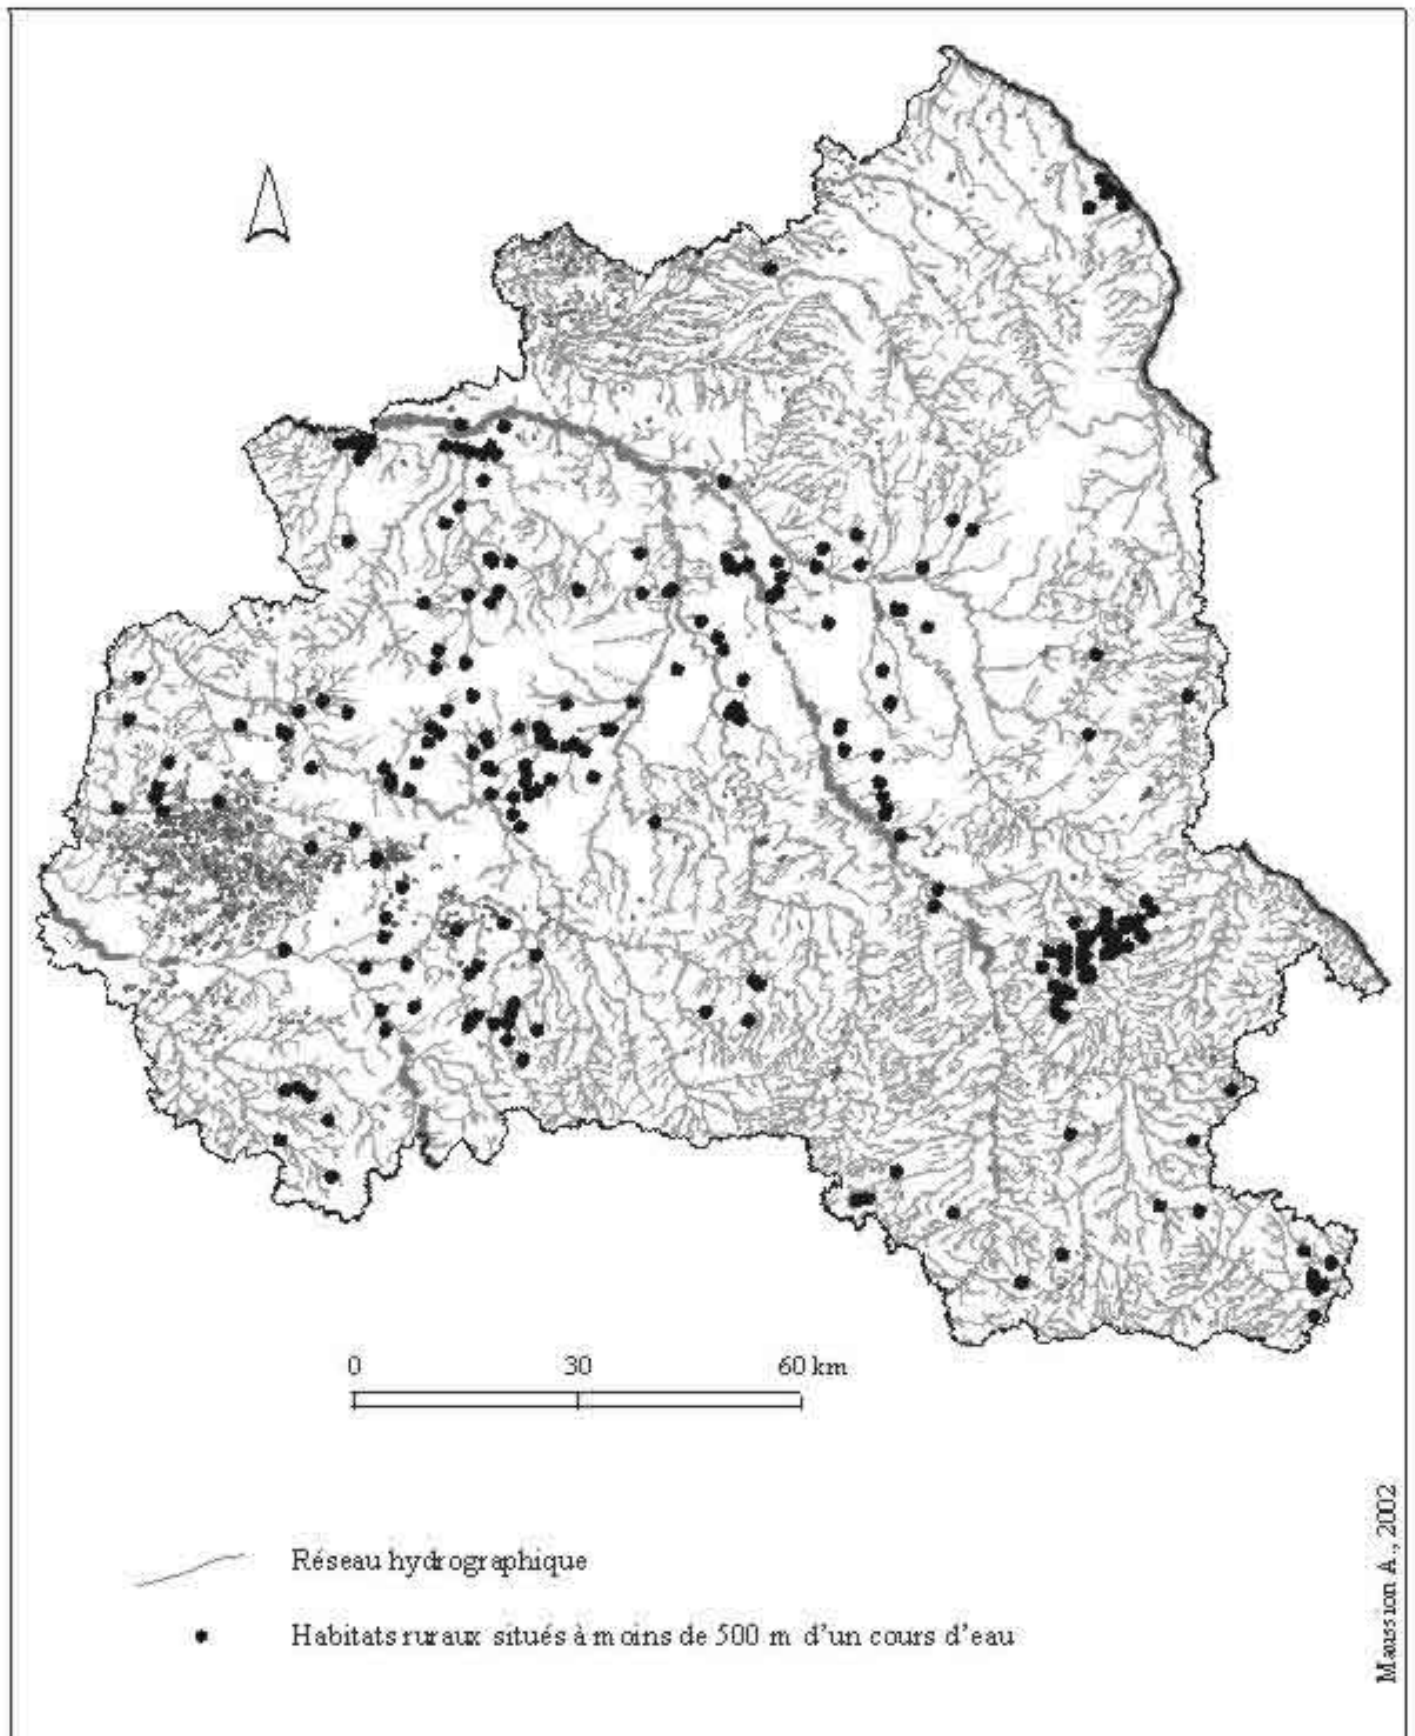 0 30 60 km
Réseau hydrographique
Habitats ruraux situés à moins de 500 m d'un cours d'eau
Maussion A., 2002